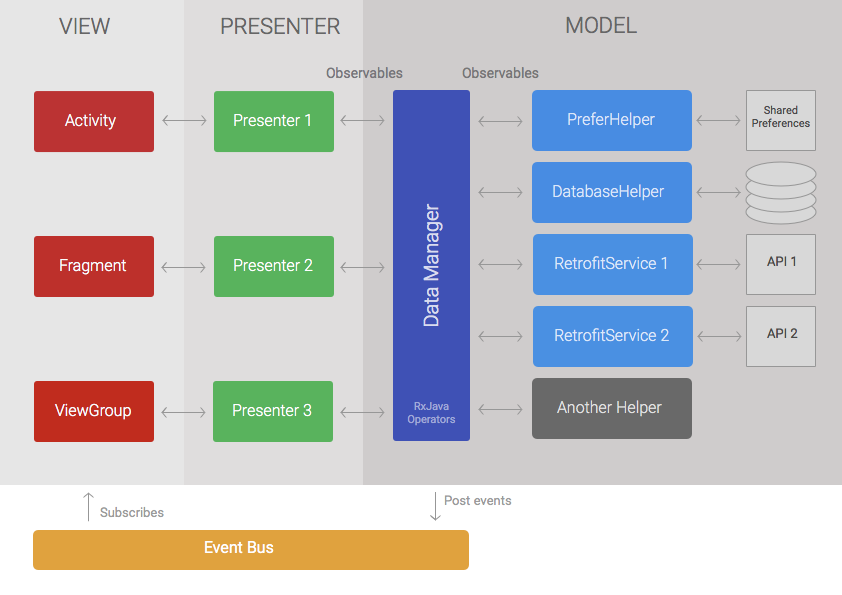 VIEW
PRESENTER
MODEL
Observables
Observables
Activity
Presenter 1
PreferHelper
Shared
Preferences
DatabaseHelper
Data Manager
Fragment
Presenter 2
RetrofitService 1
API 1
RetrofitService 2
API 2
ViewGroup
Presenter 3
RxJava
Operators
Another Helper
Subscribes
Post events
Event Bus